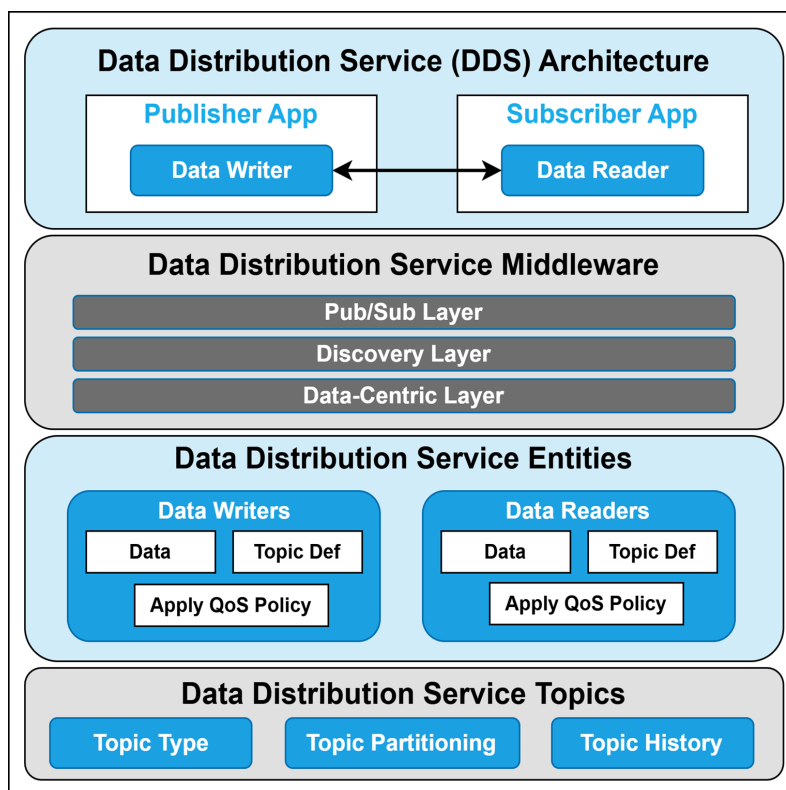 Data Distribution Service (DDS) Architecture
Publisher App
Subscriber App
Data Writer
Data Reader
Data Distribution Service Middleware
Pub/Sub Layer
Discovery Layer
Data-Centric Layer
Data Distribution Service Entities
Data Writers
Data Readers
Data
Topic Def
Data
Topic Def
Apply QoS Policy
Apply QoS Policy
Data Distribution Service Topics
Topic Type
Topic Partitioning
Topic History